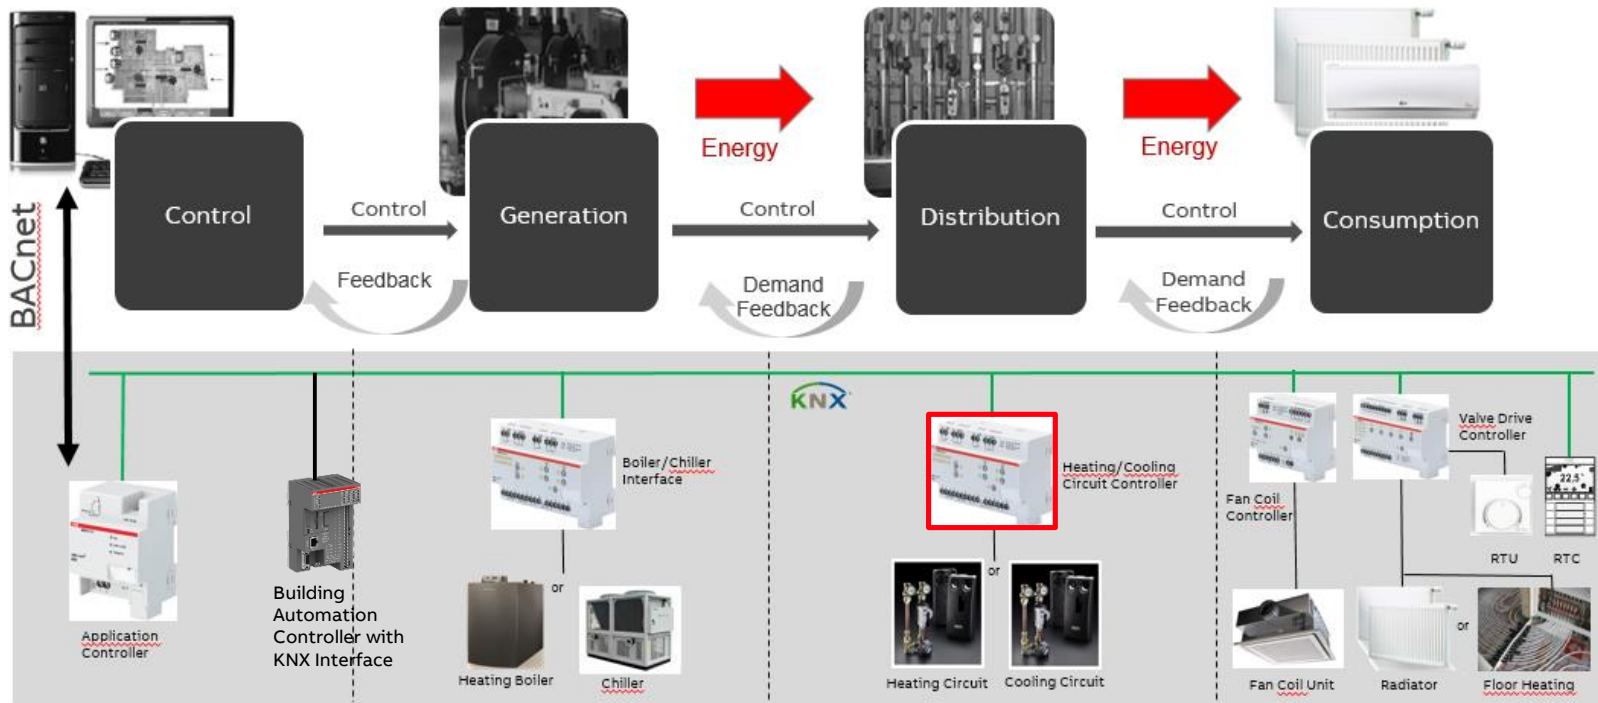 BACnet
Control
Control
Feedback
Generation
Energy
Control
Demand
Feedback
Distribution
Energy
Control
Demand
Feedback
Consumption
KNX
Application
Controller
Building
Automation
Controller with
KNX Interface
Boiler/Chiller
Interface
or
Heating Boiler
Chiller
Heating/Cooling
Circuit Controller
or
Heating Circuit
Cooling Circuit
Fan Coil
Controller
Valve Drive
Controller
22,5°
RTU
RTC
or
Fan Coil Unit
Radiator
Floor Heating